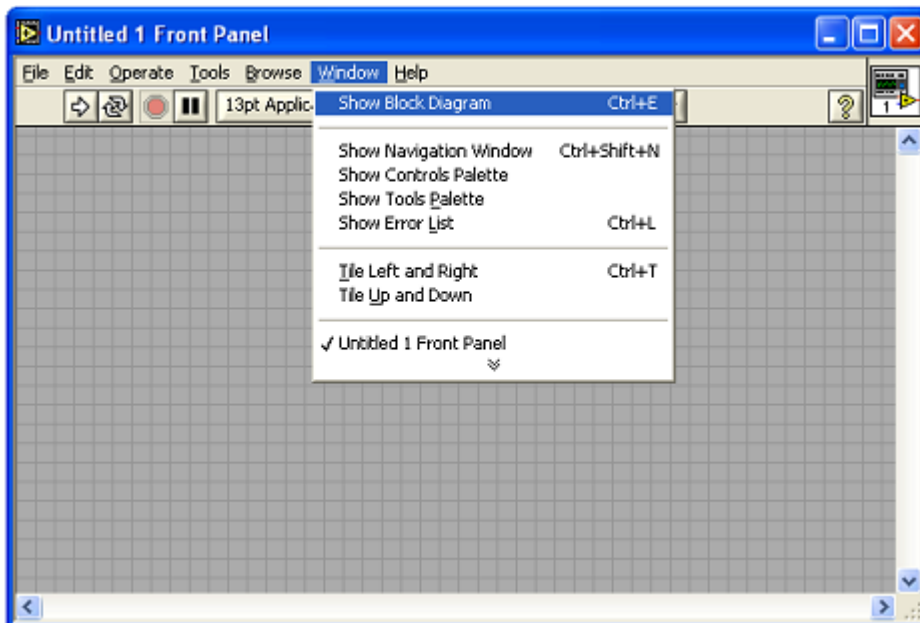 Untitled 1 Front Panel
File Edit Operate Tools Browse Window Help
13pt Applic
Show Block Diagram Ctrl+E
1
Show Navigation Window Ctrl+Shift+N
Show Controls Palette
Show Tools Palette
Show Error List Ctrl+L
Tile Left and Right Ctrl+T
Tile Up and Down
✓ Untitled 1 Front Panel